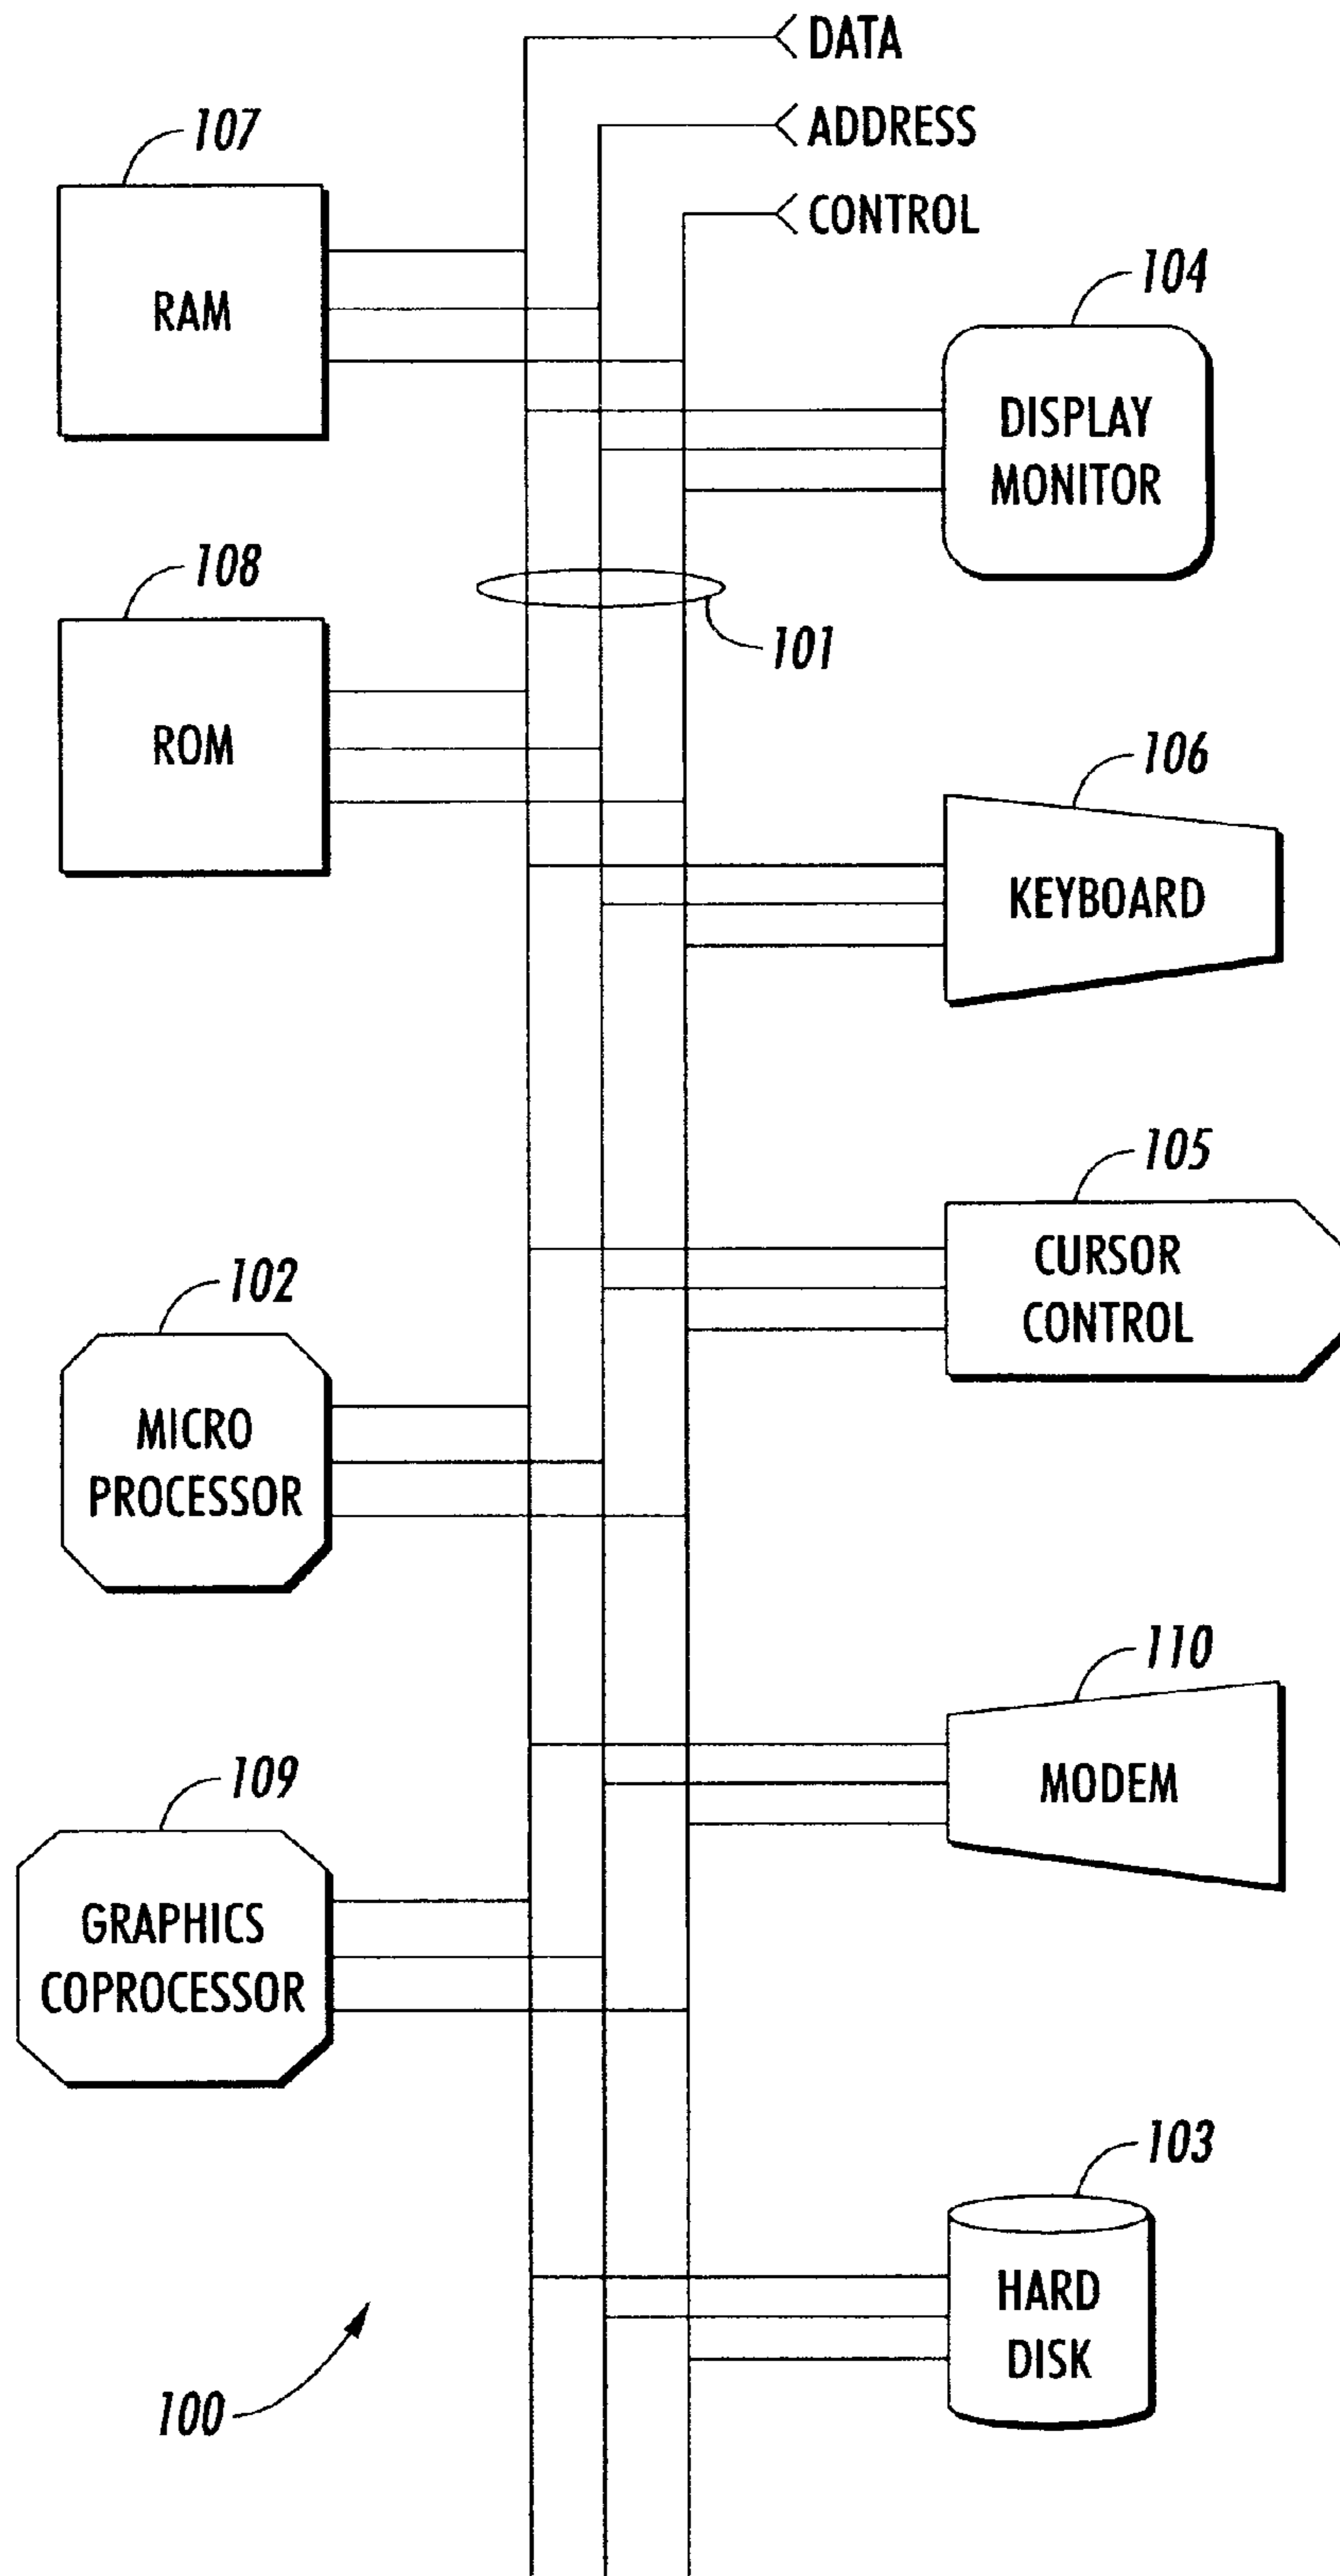 DATA
ADDRESS
CONTROL
107
RAM
104
DISPLAY
MONITOR
108
ROM
101
106
KEYBOARD
105
CURSOR
CONTROL
102
MICRO
PROCESSOR
110
MODEM
109
GRAPHICS
COPROCESSOR
103
HARD
DISK
100